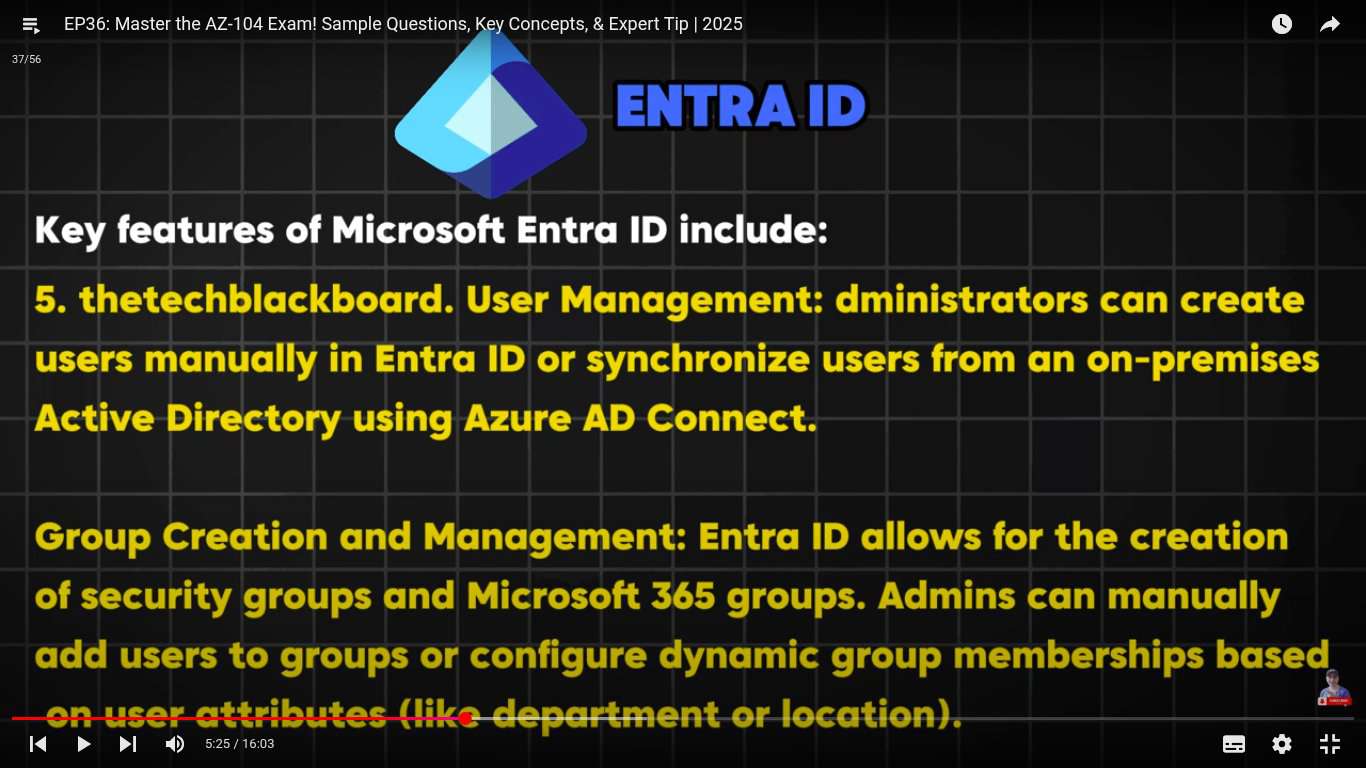 EP36: Master the AZ-104 Exam! Sample Questions, Key Concepts, & Expert Tip | 2025
37/56
ENTRA ID
Key features of Microsoft Entra ID include:
5. thetechblackboard. User Management: dministrators can create
users manually in Entra ID or synchronize users from an on-premises
Active Directory using Azure AD Connect.
Group Creation and Management: Entra ID allows for the creation
of security groups and Microsoft 365 groups. Admins can manually
add users to groups or configure dynamic group memberships based
on user attributes (like department or location).
5:25 / 16:03